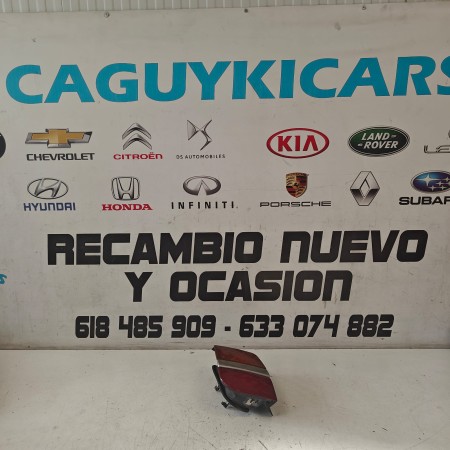 CAGUYKICARS
CHEVROLET
CITROËN
DS AUTOMOBILES
KIA
LAND ROVER
HYUNDAI
HONDA
INFINITI
PORSCHE
SUBAR
RECAMBIO NUEVO
Y OCASION
618 485 909 - 633 074 882